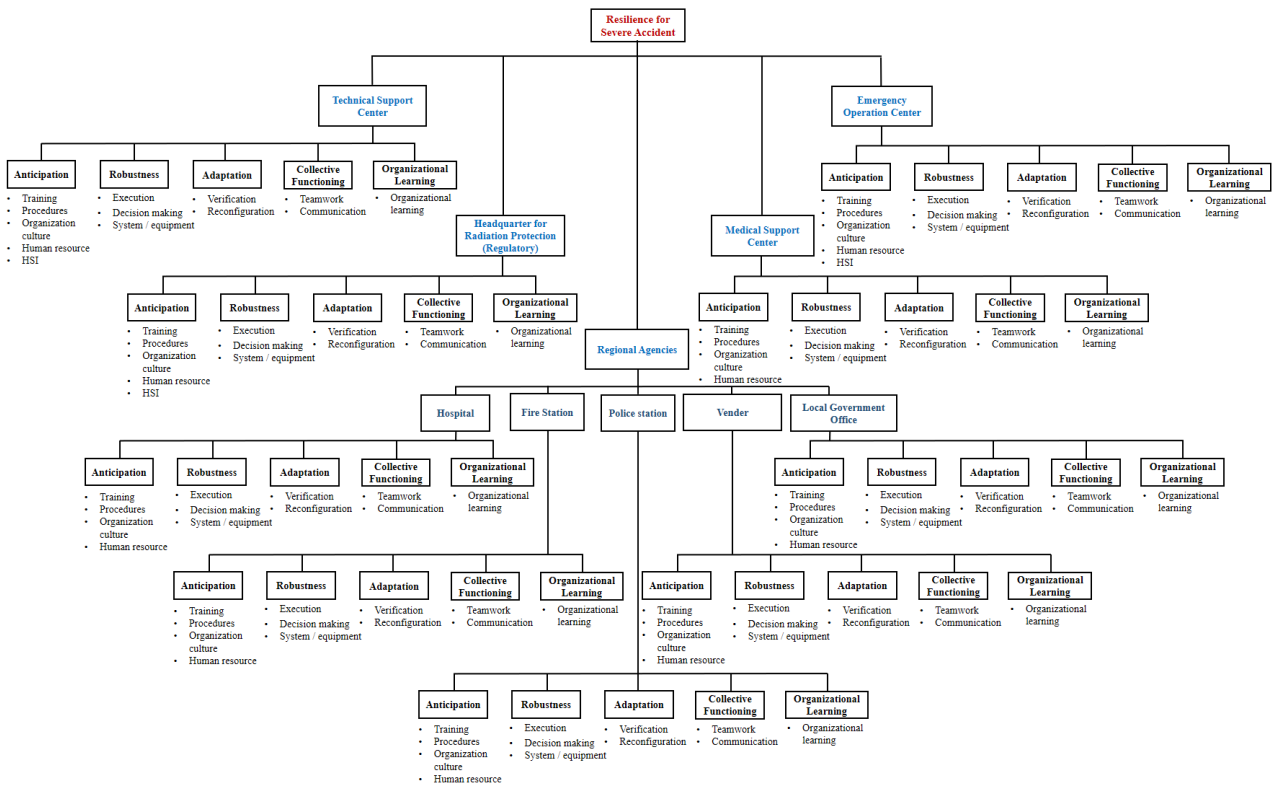 Resilience for
Severe Accident
Technical Support
Center
Anticipation
• Training
• Procedures
• Organization
culture
• Human resource
• HSI
Robustness
• Execution
• Decision making
• System / equipment
Adaptation
• Verification
• Reconfiguration
Collective
Functioning
• Teamwork
• Communication
Organizational
Learning
• Organizational
learning
Emergency
Operation Center
Anticipation
• Training
• Procedures
• Organization
culture
• Human resource
• HSI
Robustness
• Execution
• Decision making
• System / equipment
Adaptation
• Verification
• Reconfiguration
Collective
Functioning
• Teamwork
• Communication
Organizational
Learning
• Organizational
learning
Headquarter for
Radiation Protection
(Regulatory)
Anticipation
• Training
• Procedures
• Organization
culture
• Human resource
• HSI
Robustness
• Execution
• Decision making
• System / equipment
Adaptation
• Verification
• Reconfiguration
Collective
Functioning
• Teamwork
• Communication
Organizational
Learning
• Organizational
learning
Medical Support
Center
Anticipation
• Training
• Procedures
• Organization
culture
• Human resource
Robustness
• Execution
• Decision making
• System / equipment
Adaptation
• Verification
• Reconfiguration
Collective
Functioning
• Teamwork
• Communication
Organizational
Learning
• Organizational
learning
Regional Agencies
Hospital
Fire Station
Police station
Vender
Local Government
Office
Anticipation
• Training
• Procedures
• Organization
culture
• Human resource
Robustness
• Execution
• Decision making
• System / equipment
Adaptation
• Verification
• Reconfiguration
Collective
Functioning
• Teamwork
• Communication
Organizational
Learning
• Organizational
learning
Anticipation
• Training
• Procedures
• Organization
culture
• Human resource
Robustness
• Execution
• Decision making
• System / equipment
Adaptation
• Verification
• Reconfiguration
Collective
Functioning
• Teamwork
• Communication
Organizational
Learning
• Organizational
learning
Anticipation
• Training
• Procedures
• Organization
culture
• Human resource
Robustness
• Execution
• Decision making
• System / equipment
Adaptation
• Verification
• Reconfiguration
Collective
Functioning
• Teamwork
• Communication
Organizational
Learning
• Organizational
learning
Anticipation
• Training
• Procedures
• Organization
culture
• Human resource
Robustness
• Execution
• Decision making
• System / equipment
Adaptation
• Verification
• Reconfiguration
Collective
Functioning
• Teamwork
• Communication
Organizational
Learning
• Organizational
learning
Anticipation
• Training
• Procedures
• Organization
culture
• Human resource
Robustness
• Execution
• Decision making
• System / equipment
Adaptation
• Verification
• Reconfiguration
Collective
Functioning
• Teamwork
• Communication
Organizational
Learning
• Organizational
learning